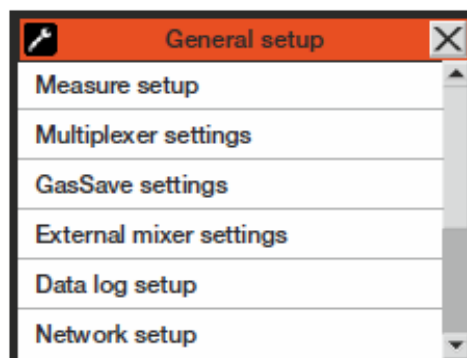 General setup
Measure setup
Multiplexer settings
GasSave settings
External mixer settings
Data log setup
Network setup